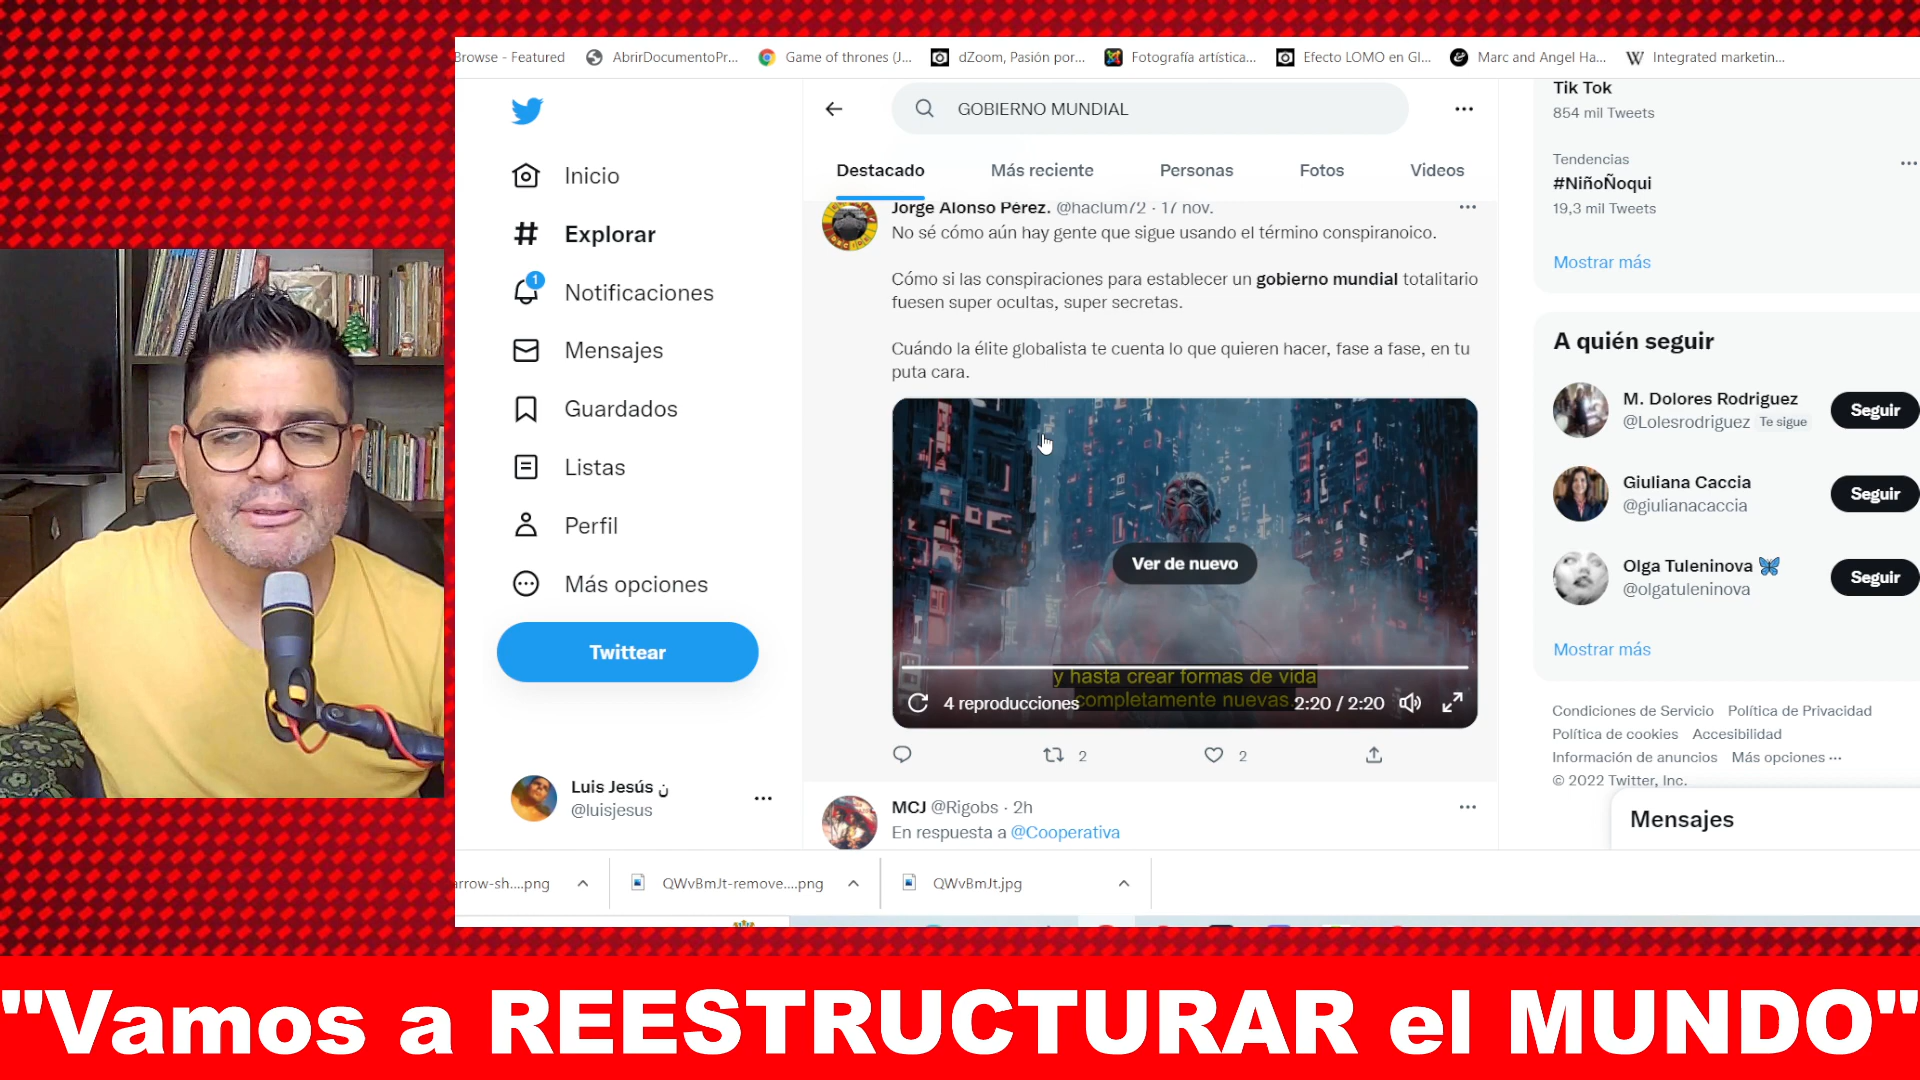 Browse - Featured
AbrirDocumentoPr...
Game of thrones (J...
dZoom, Pasión por...
Fotografía artística...
Efecto LOMO en GI...
Marc and Angel Ha...
Integrated marketin...
GOBIERNO MUNDIAL
Destacado
Más reciente
Personas
Fotos
Videos
Inicio
Explorar
1
Notificaciones
Mensajes
Listas
Guardados
Perfil
Más opciones
Twittear
Luis Jesús ن
@luisjesus
Jorge Alonso Pérez. @haclum72 · 17 nov.
No sé cómo aún hay gente que sigue usando el término conspiranoico.
Cómo si las conspiraciones para establecer un gobierno mundial totalitario
fuesen super ocultas, super secretas.
Cuándo la élite globalista te cuenta lo que quieren hacer, fase a fase, en tu
puta cara.
Ver de nuevo
y hasta crear formas de vida
completamente nuevas.
4 reproducciones
2:20 / 2:20
2
2
MCJ @Rigobs · 2h
En respuesta a @Cooperativa
Tik Tok
854 mil Tweets
Tendencias
#NiñoÑoqui
19,3 mil Tweets
Mostrar más
A quién seguir
M. Dolores Rodriguez
@Lolesrodriguez Te sigue
Seguir
Giuliana Caccia
@giulianacaccia
Seguir
Olga Tuleninova
@olgatuleninova
Seguir
Mostrar más
Condiciones de Servicio Política de Privacidad
Política de cookies Accesibilidad
Información de anuncios Más opciones ···
© 2022 Twitter, Inc.
Mensajes
arrow-sh....png
QWvBmJt-remove....png
QWvBmJt.jpg
"Vamos a REESTRUCTURAR el MUNDO"